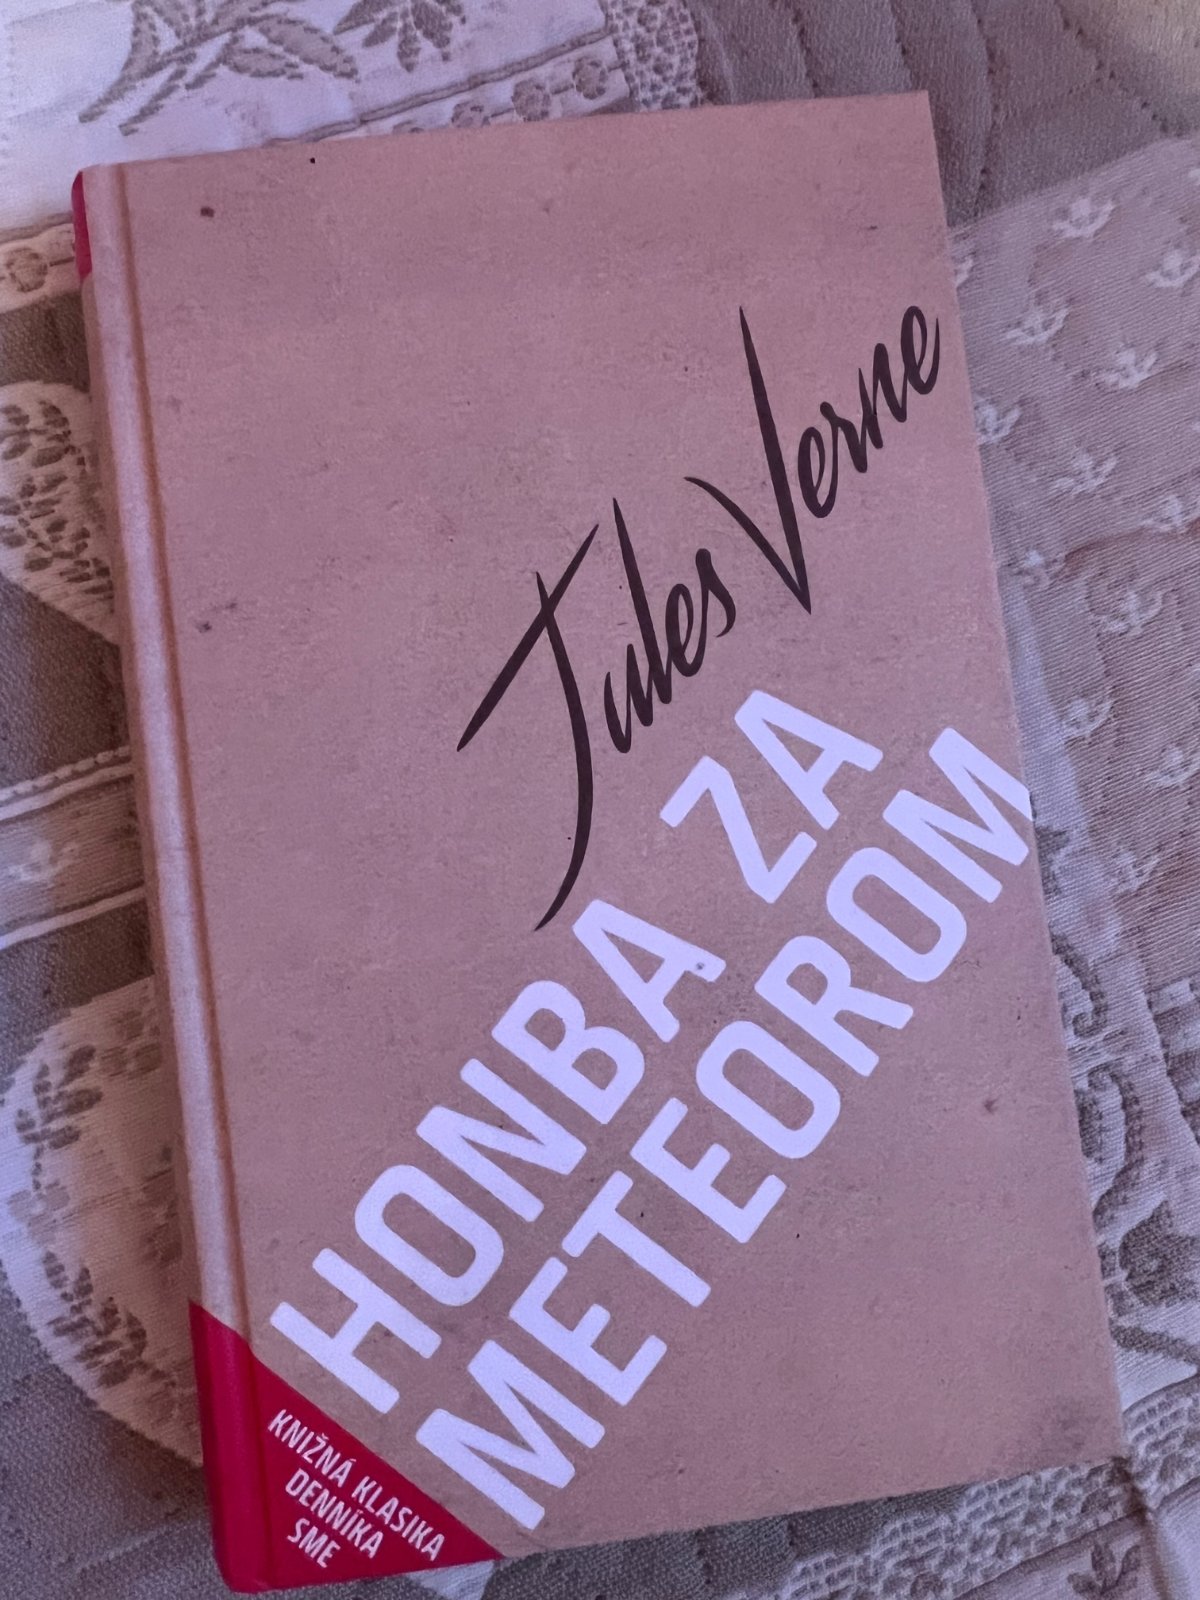 Jules Verne
HONBA ZA
METEOROM
KNIŽNÁ KLASIKA
DENNÍKA
SME